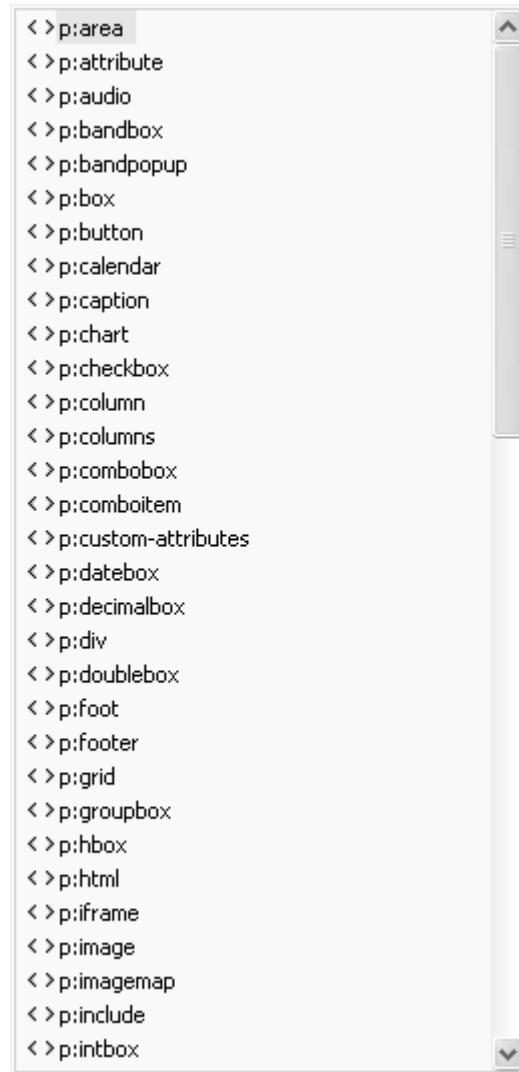 < > p:area
< > p:attribute
< > p:audio
< > p:bandbox
< > p:bandpopup
< > p:box
< > p:button
< > p:calendar
< > p:caption
< > p:chart
< > p:checkbox
< > p:column
< > p:columns
< > p:combobox
< > p:comboitem
< > p:custom-attributes
< > p:datebox
< > p:decimalbox
< > p:div
< > p:doublebox
< > p:foot
< > p:footer
< > p:grid
< > p:groupbox
< > p:hbox
< > p:html
< > p:iframe
< > p:image
< > p:imagemap
< > p:include
< > p:intbox